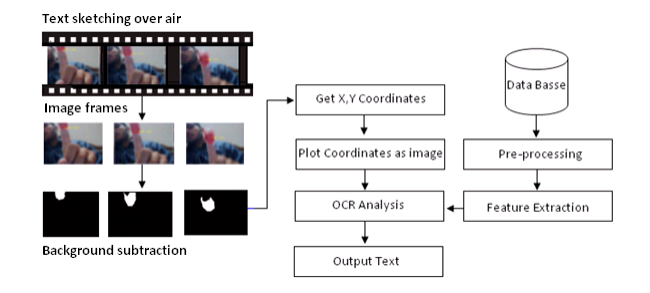 Text sketching over air
Image frames
Background subtraction
Get X,Y Coordinates
Plot Coordinates as image
OCR Analysis
Output Text
Data Basse
Pre-processing
Feature Extraction